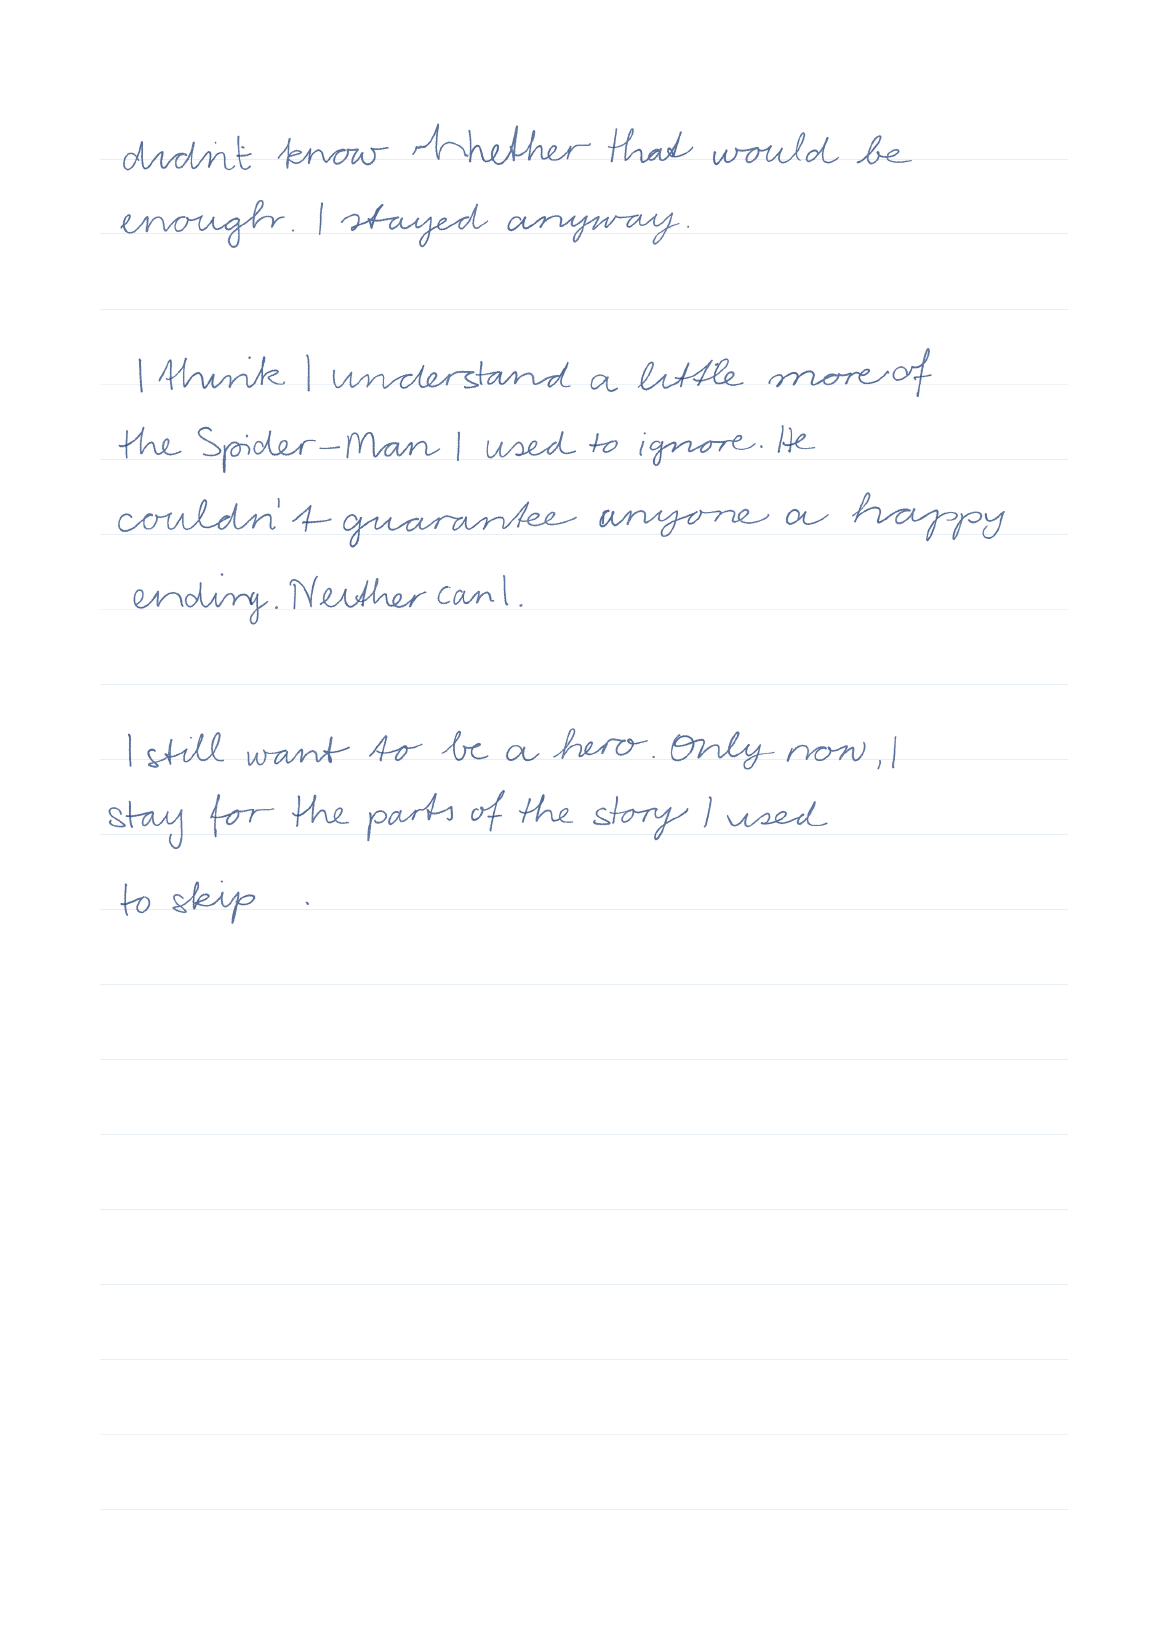 didn't know whether that would be
enough. I stayed anyway.
I think I understand a little more of
the Spider-Man I used to ignore. He
couldn't guarantee anyone a happy
ending. Neither can I.
I still want to be a hero. Only now, I
stay for the parts of the story I used
to skip.